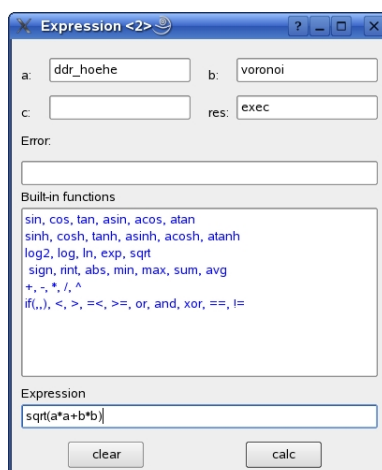 Expression <2>
a: ddr_hoehe b: voronoi
c: res: exec
Error:
Built-in functions
sin, cos, tan, asin, acos, atan
sinh, cosh, tanh, asinh, acosh, atanh
log2, log, ln, exp, sqrt
sign, rint, abs, min, max, sum, avg
+, -, *, /, ^
if(,,), <, >, =<, >=, or, and, xor, ==, !=
Expression
sqrt(a*a+b*b)
clear calc